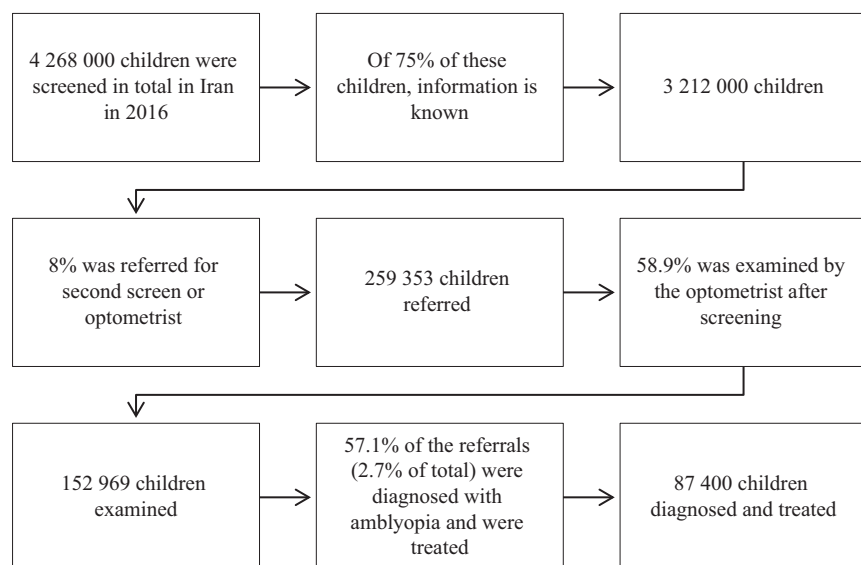 4 268 000 children were
screened in total in Iran
in 2016
Of 75% of these
children, information is
known
3 212 000 children
8% was referred for
second screen or
optometrist
259 353 children
referred
58.9% was examined by
the optometrist after
screening
152 969 children
examined
57.1% of the referrals
(2.7% of total) were
diagnosed with
amblyopia and were
treated
87 400 children
diagnosed and treated